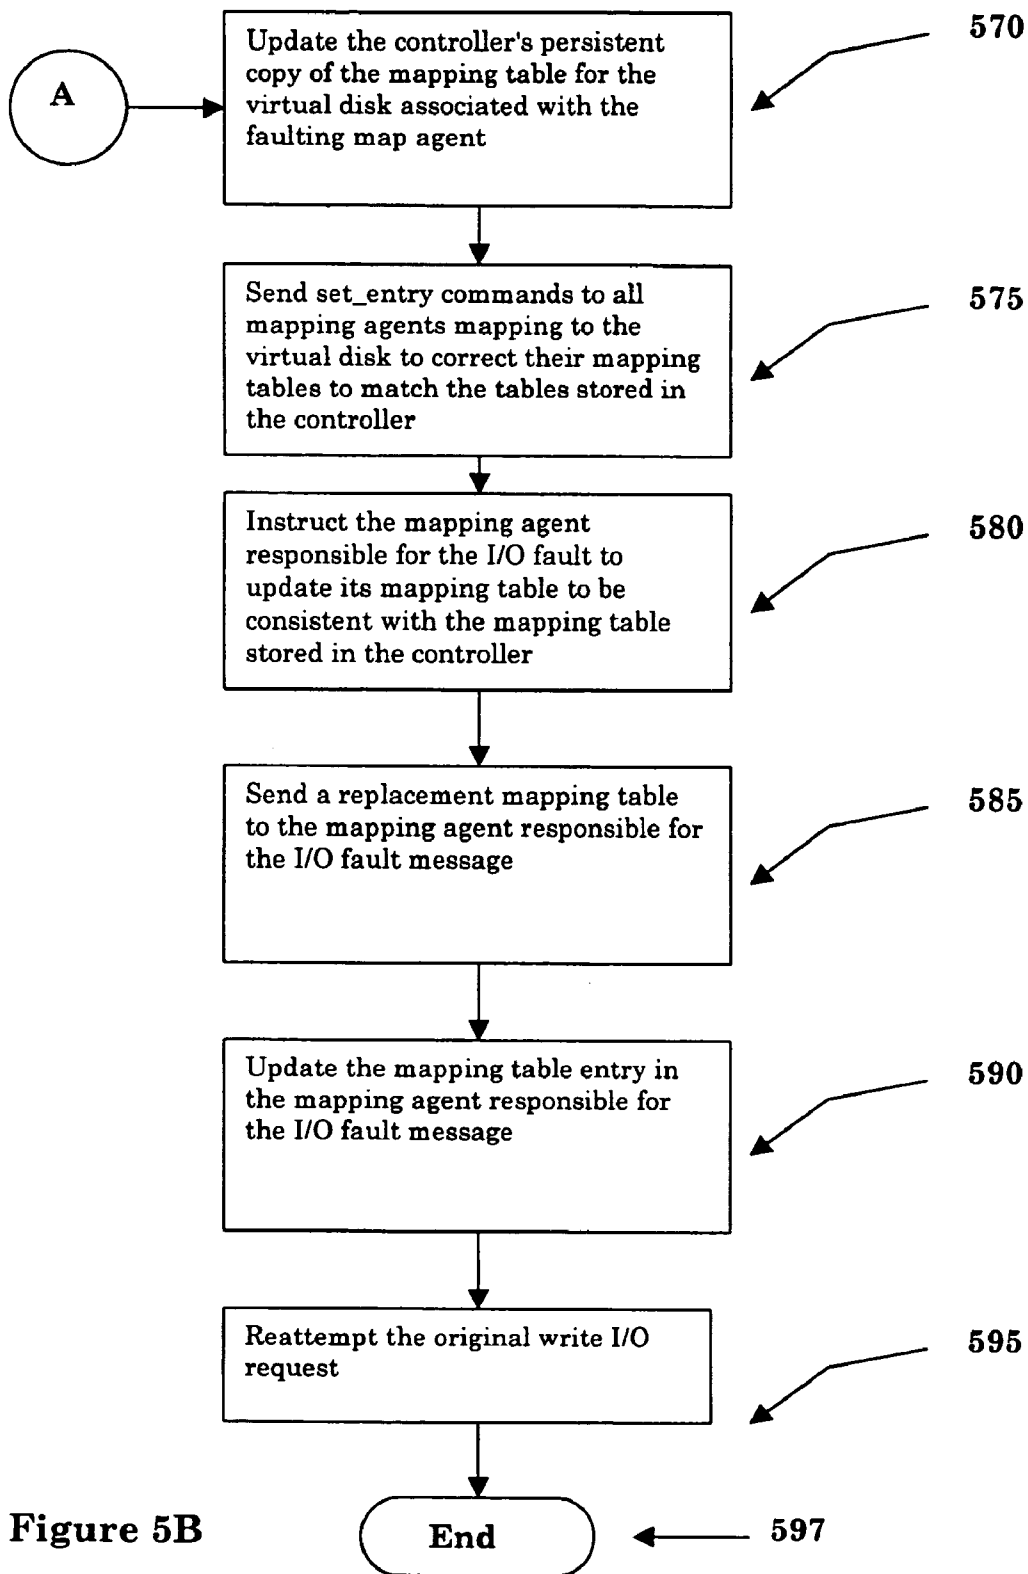 A
Update the controller's persistent
copy of the mapping table for the
virtual disk associated with the
faulting map agent
570
Send set_entry commands to all
mapping agents mapping to the
virtual disk to correct their mapping
tables to match the tables stored in
the controller
575
Instruct the mapping agent
responsible for the I/O fault to
update its mapping table to be
consistent with the mapping table
stored in the controller
580
Send a replacement mapping table
to the mapping agent responsible for
the I/O fault message
585
Update the mapping table entry in
the mapping agent responsible for
the I/O fault message
590
Reattempt the original write I/O
request
595
End
597
Figure 5B